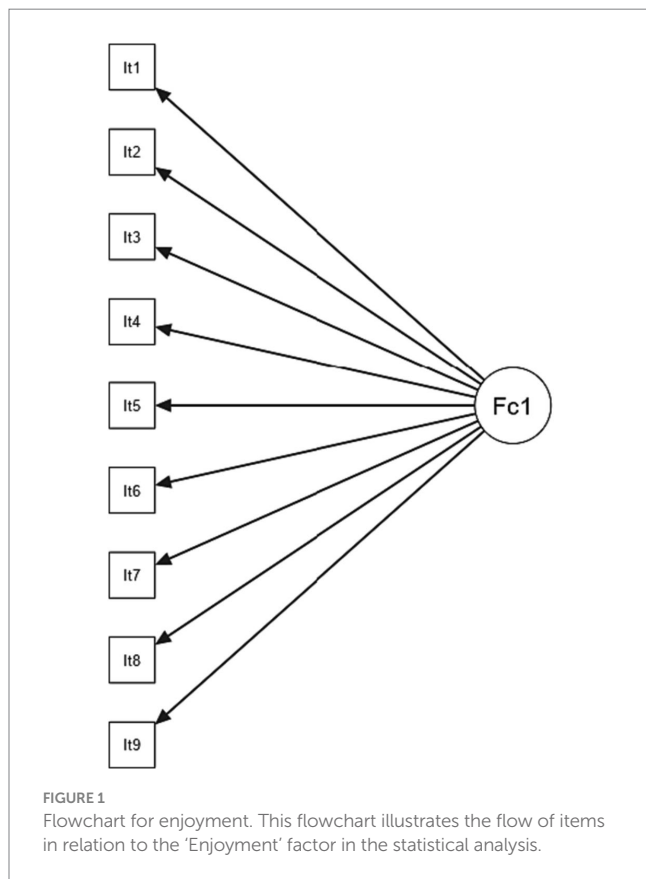 It1
It2
It3
It4
It5
Fc1
It6
It7
It8
It9
FIGURE 1
Flowchart for enjoyment. This flowchart illustrates the flow of items
in relation to the ‘Enjoyment’ factor in the statistical analysis.